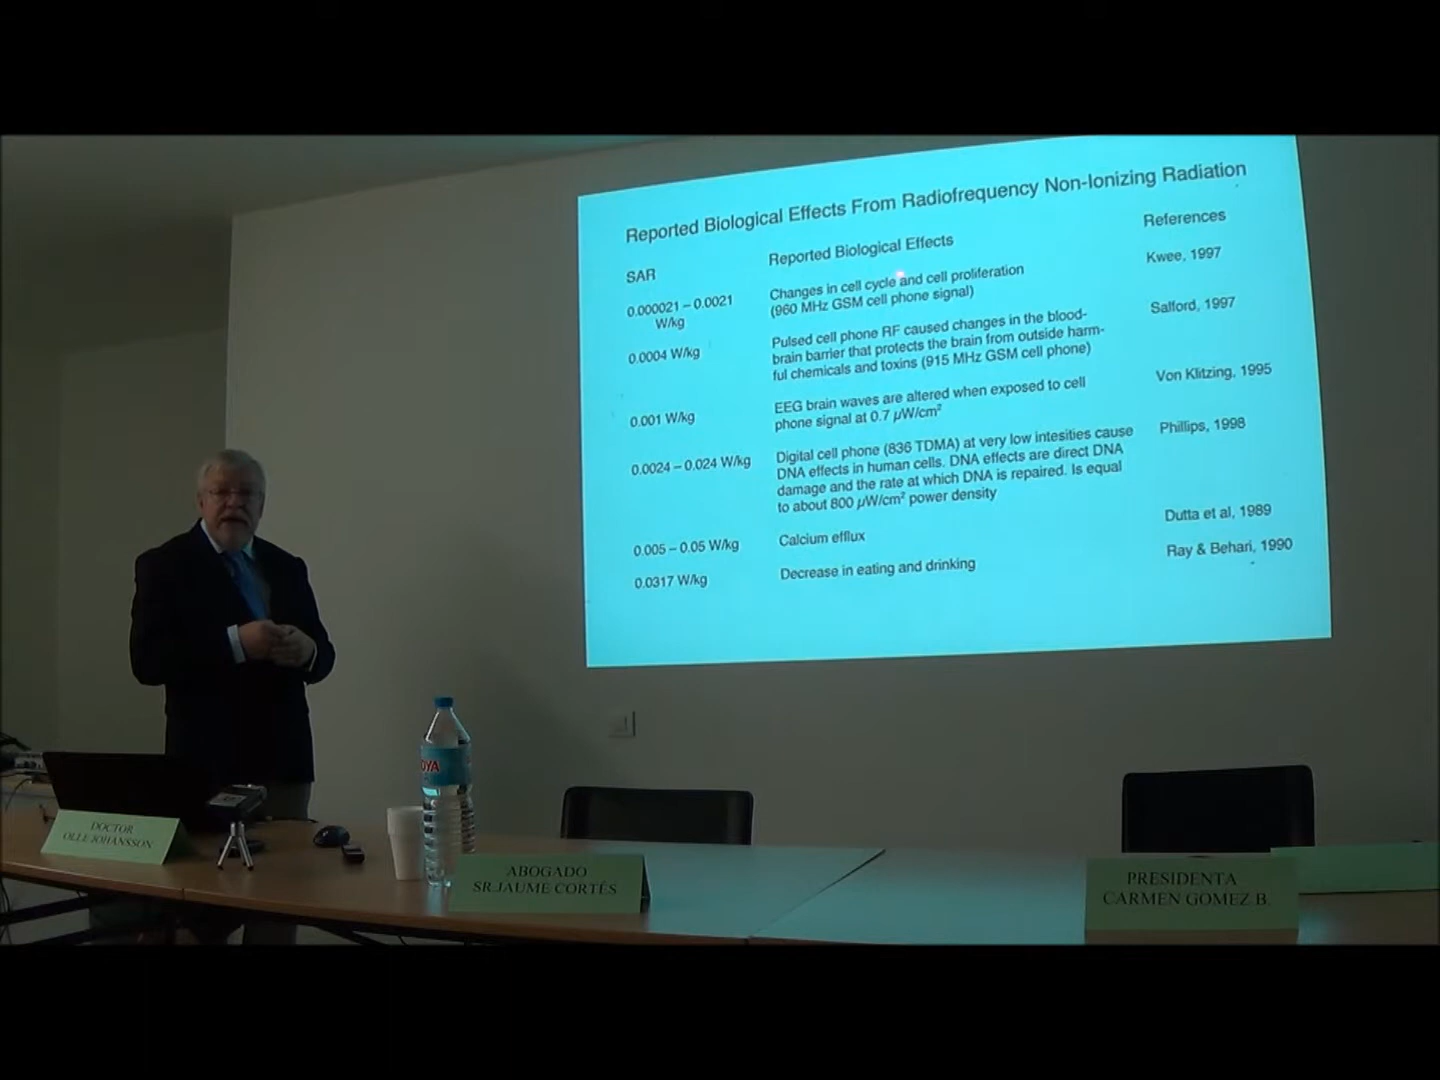 Reported Biological Effects From Radiofrequency Non-Ionizing Radiation
SAR
Reported Biological Effects
References
0.000021 – 0.0021
W/kg
Changes in cell cycle and cell proliferation
(960 MHz GSM cell phone signal)
Kwee, 1997
0.0004 W/kg
Pulsed cell phone RF caused changes in the blood-
brain barrier that protects the brain from outside harm-
ful chemicals and toxins (915 MHz GSM cell phone)
Salford, 1997
0.001 W/kg
EEG brain waves are altered when exposed to cell
phone signal at 0.7 µW/cm²
Von Klitzing, 1995
0.0024 – 0.024 W/kg
Digital cell phone (836 TDMA) at very low intesities cause
DNA effects in human cells. DNA effects are direct DNA
damage and the rate at which DNA is repaired. Is equal
to about 800 µW/cm² power density
Phillips, 1998
0.005 – 0.05 W/kg
Calcium efflux
Dutta et al, 1989
0.0317 W/kg
Decrease in eating and drinking
Ray & Behari, 1990
OYA
DOCTOR
OLLE JOHANSSON
ABOGADO
SR.JAUME CORTÉS
PRESIDENTA
CARMEN GOMEZ B.